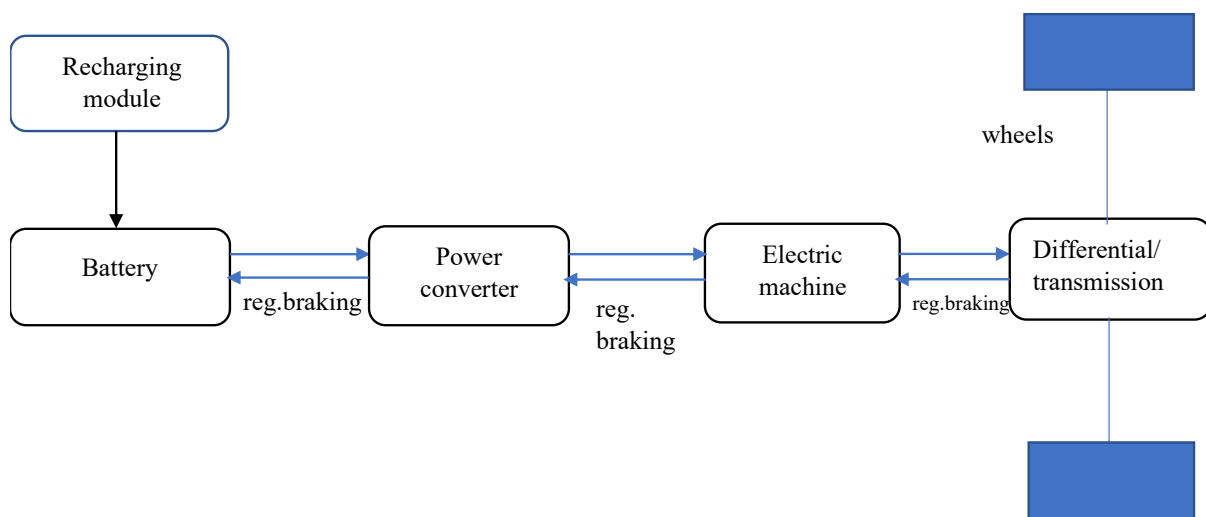 Recharging
module
wheels
Battery
Power
converter
Electric
machine
Differential/
transmission
reg.braking
reg.
braking
reg.braking